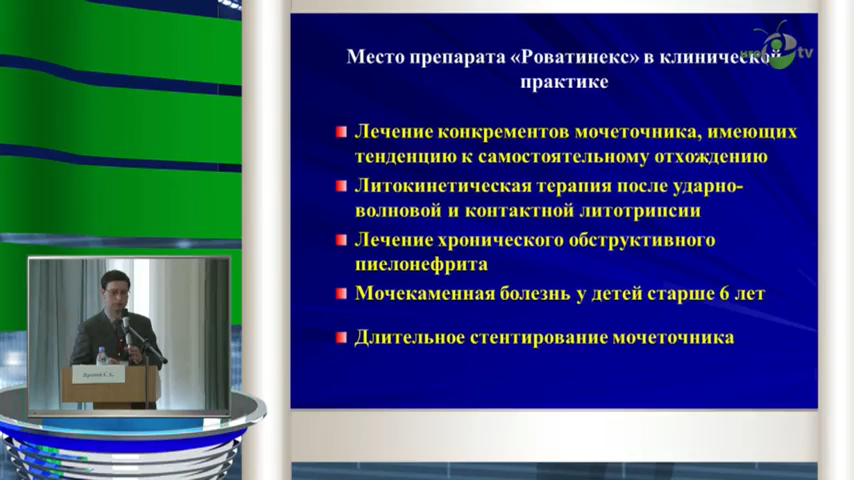 Место препарата «Роватинекс» в клинической
практике
Лечение конкрементов мочеточника, имеющих
тенденцию к самостоятельному отхождению
Литокинетическая терапия после ударно-
волновой и контактной литотрипсии
Лечение хронического обструктивного
пиелонефрита
Мочекаменная болезнь у детей старше 6 лет
Длительное стентирование мочеточника
tv